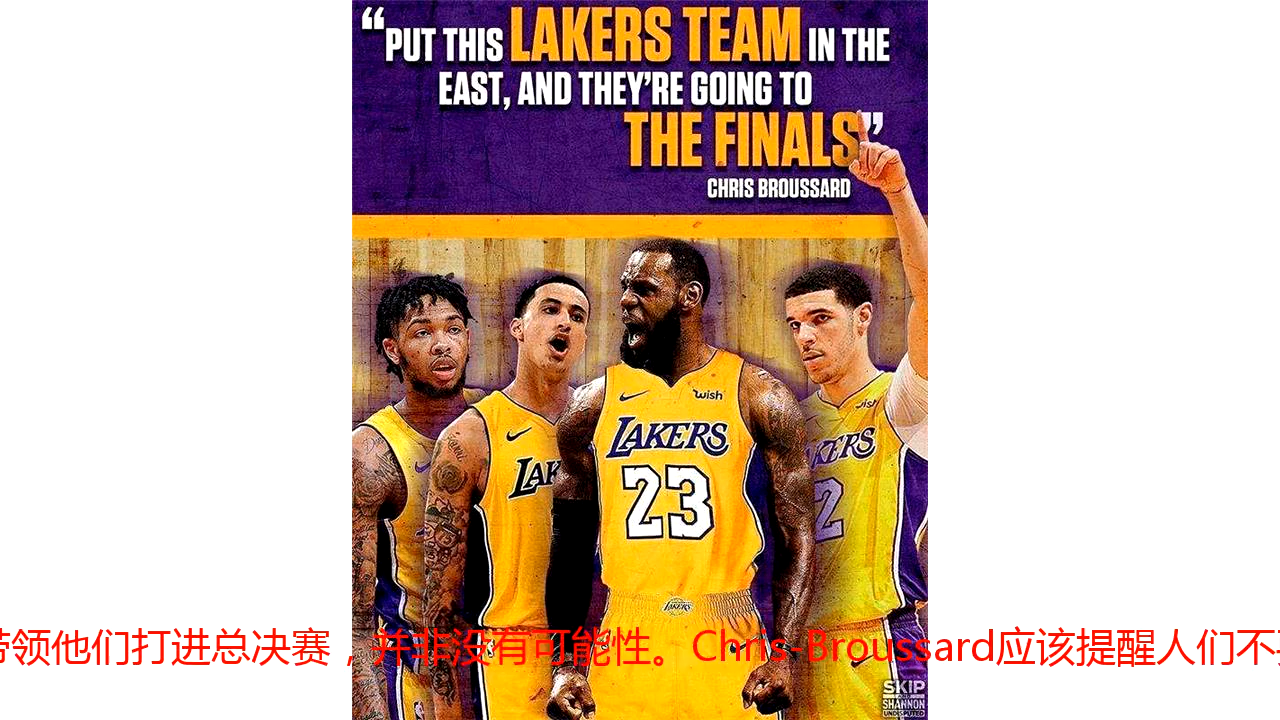 “PUT THIS LAKERS TEAM IN THE
EAST, AND THEY'RE GOING TO
THE FINALS”
CHRIS BROUSSARD
wish
LAKERS
23
LAK
wish
KERS
2
LAKERS
领他们打进总决赛，并非没有可能性。Chris-Broussard应该提醒人们不
SKIP
AND
SHANNON
UNDISPUTED